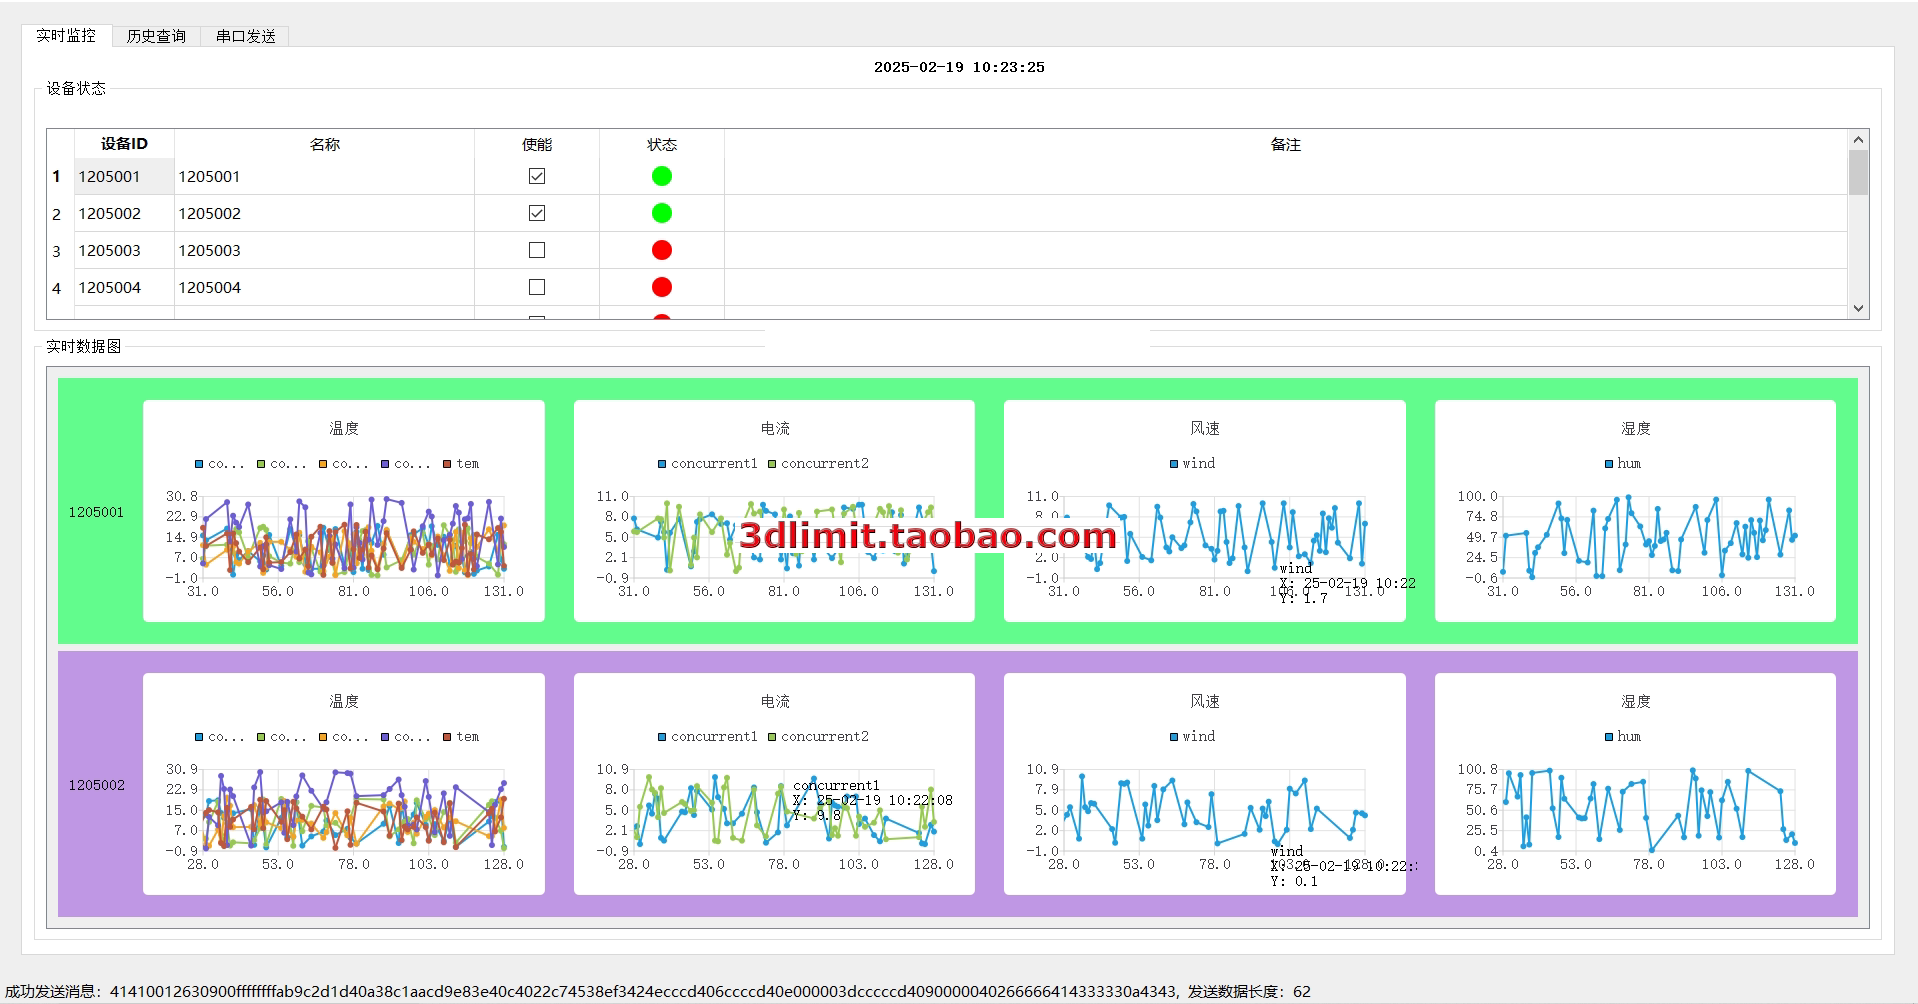 实时监控 历史查询 串口发送
2025-02-19 10:23:25
设备状态
设备ID 名称 使能 状态 备注
1 1205001 1205001
2 1205002 1205002
3 1205003 1205003
4 1205004 1205004
实时数据图
1205001
温度
co... co... co... co... tem
30.8
22.9
14.9
7.0
-1.0
31.0 56.0 81.0 106.0 131.0
电流
concurrent1 concurrent2
11.0
8.0
5.0
2.1
-0.9
31.0 56.0 81.0 106.0 131.0
风速
wind
11.0
8.0
2.0
-1.0
31.0 56.0 81.0 106.0 131.0
wind
X: 25-02-19 10:22
Y: 1.7
湿度
hum
100.0
74.8
49.7
24.5
-0.6
31.0 56.0 81.0 106.0 131.0
3dlimit.taobao.com
1205002
温度
co... co... co... co... tem
30.9
22.9
15.0
7.0
-0.9
28.0 53.0 78.0 103.0 128.0
电流
concurrent1 concurrent2
10.9
8.0
5.0
2.1
-0.9
28.0 53.0 78.0 103.0 128.0
concurrent1
X: 25-02-19 10:22:08
Y: 9.8
风速
wind
10.9
7.9
5.0
2.0
-1.0
28.0 53.0 78.0 103.0 128.0
wind
X: 25-02-19 10:22:
Y: 0.1
湿度
hum
100.8
75.7
50.6
25.5
0.4
28.0 53.0 78.0 103.0 128.0
成功发送消息：41410012630900ffffffffab9c2d1d40a38c1aacd9e83e40c4022c74538ef3424ecccd406ccccd40e000003dcccccd4090000040266666414333330a4343，发送数据长度：62